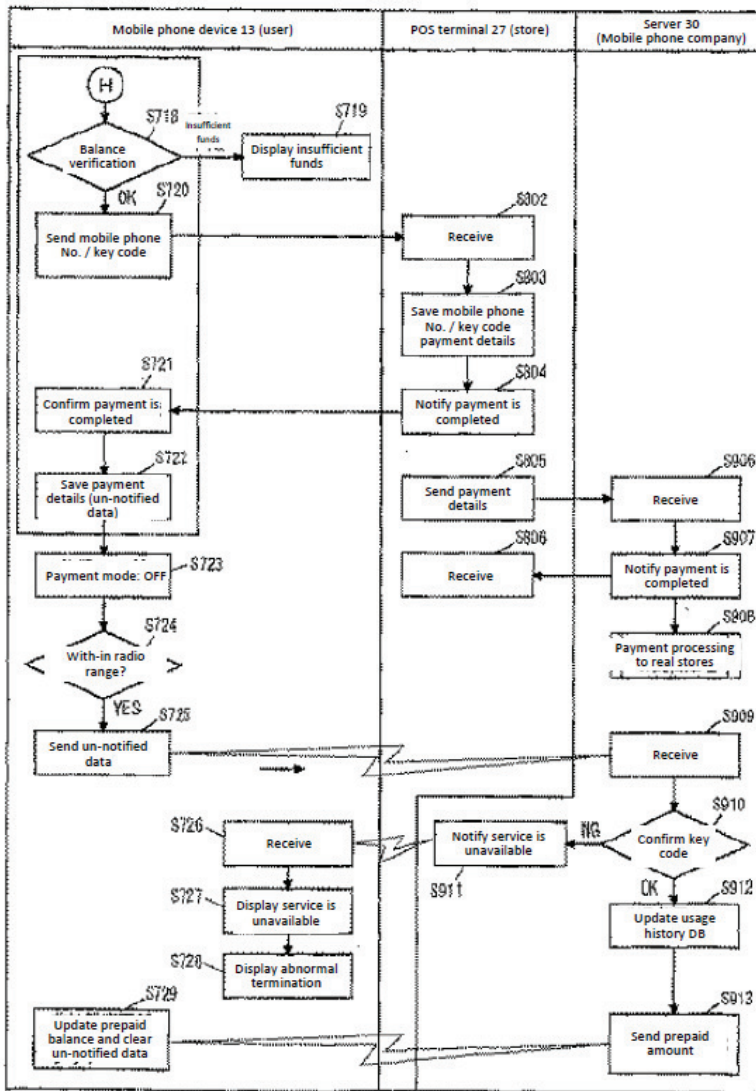 Mobile phone device 13 (user)
POS terminal 27 (store)
Server 30
(Mobile phone company)
H
S718
Balance
verification
Insufficient
funds
S719
Display insufficient
funds
OK
S720
Send mobile phone
No. / key code
S802
Receive
S803
Save mobile phone
No. / key code
payment details
S804
Notify payment is
completed
S721
Confirm payment is
completed
S722
Save payment
details (un-notified
data)
S805
Send payment
details
S906
Receive
S907
Notify payment is
completed
S806
Receive
S723
Payment mode: OFF
S908
Payment processing
to real stores
S724
With-in radio
range?
YES
S725
Send un-notified
data
S909
Receive
S910
Confirm key
code
NG
S911
Notify service is
unavailable
S726
Receive
S727
Display service is
unavailable
S728
Display abnormal
termination
OK
S912
Update usage
history DB
S913
Send prepaid
amount
S729
Update prepaid
balance and clear
un-notified data